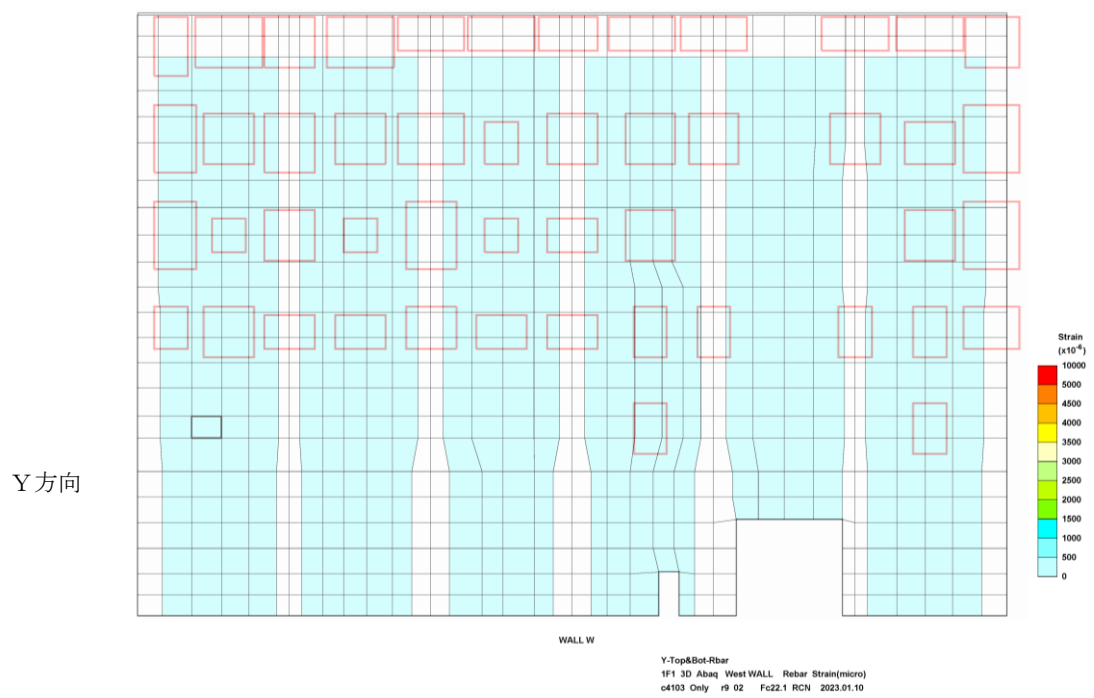 Strain
(x10⁻⁶)
10000
5000
4500
4000
3500
3000
2500
2000
1500
1000
500
0
Y方向
WALL W
Y-Top&Bot-Rbar
1F1 3D Abaq West WALL Rebar Strain(micro)
c4103 Only r9 02 Fc22.1 RCN 2023.01.10